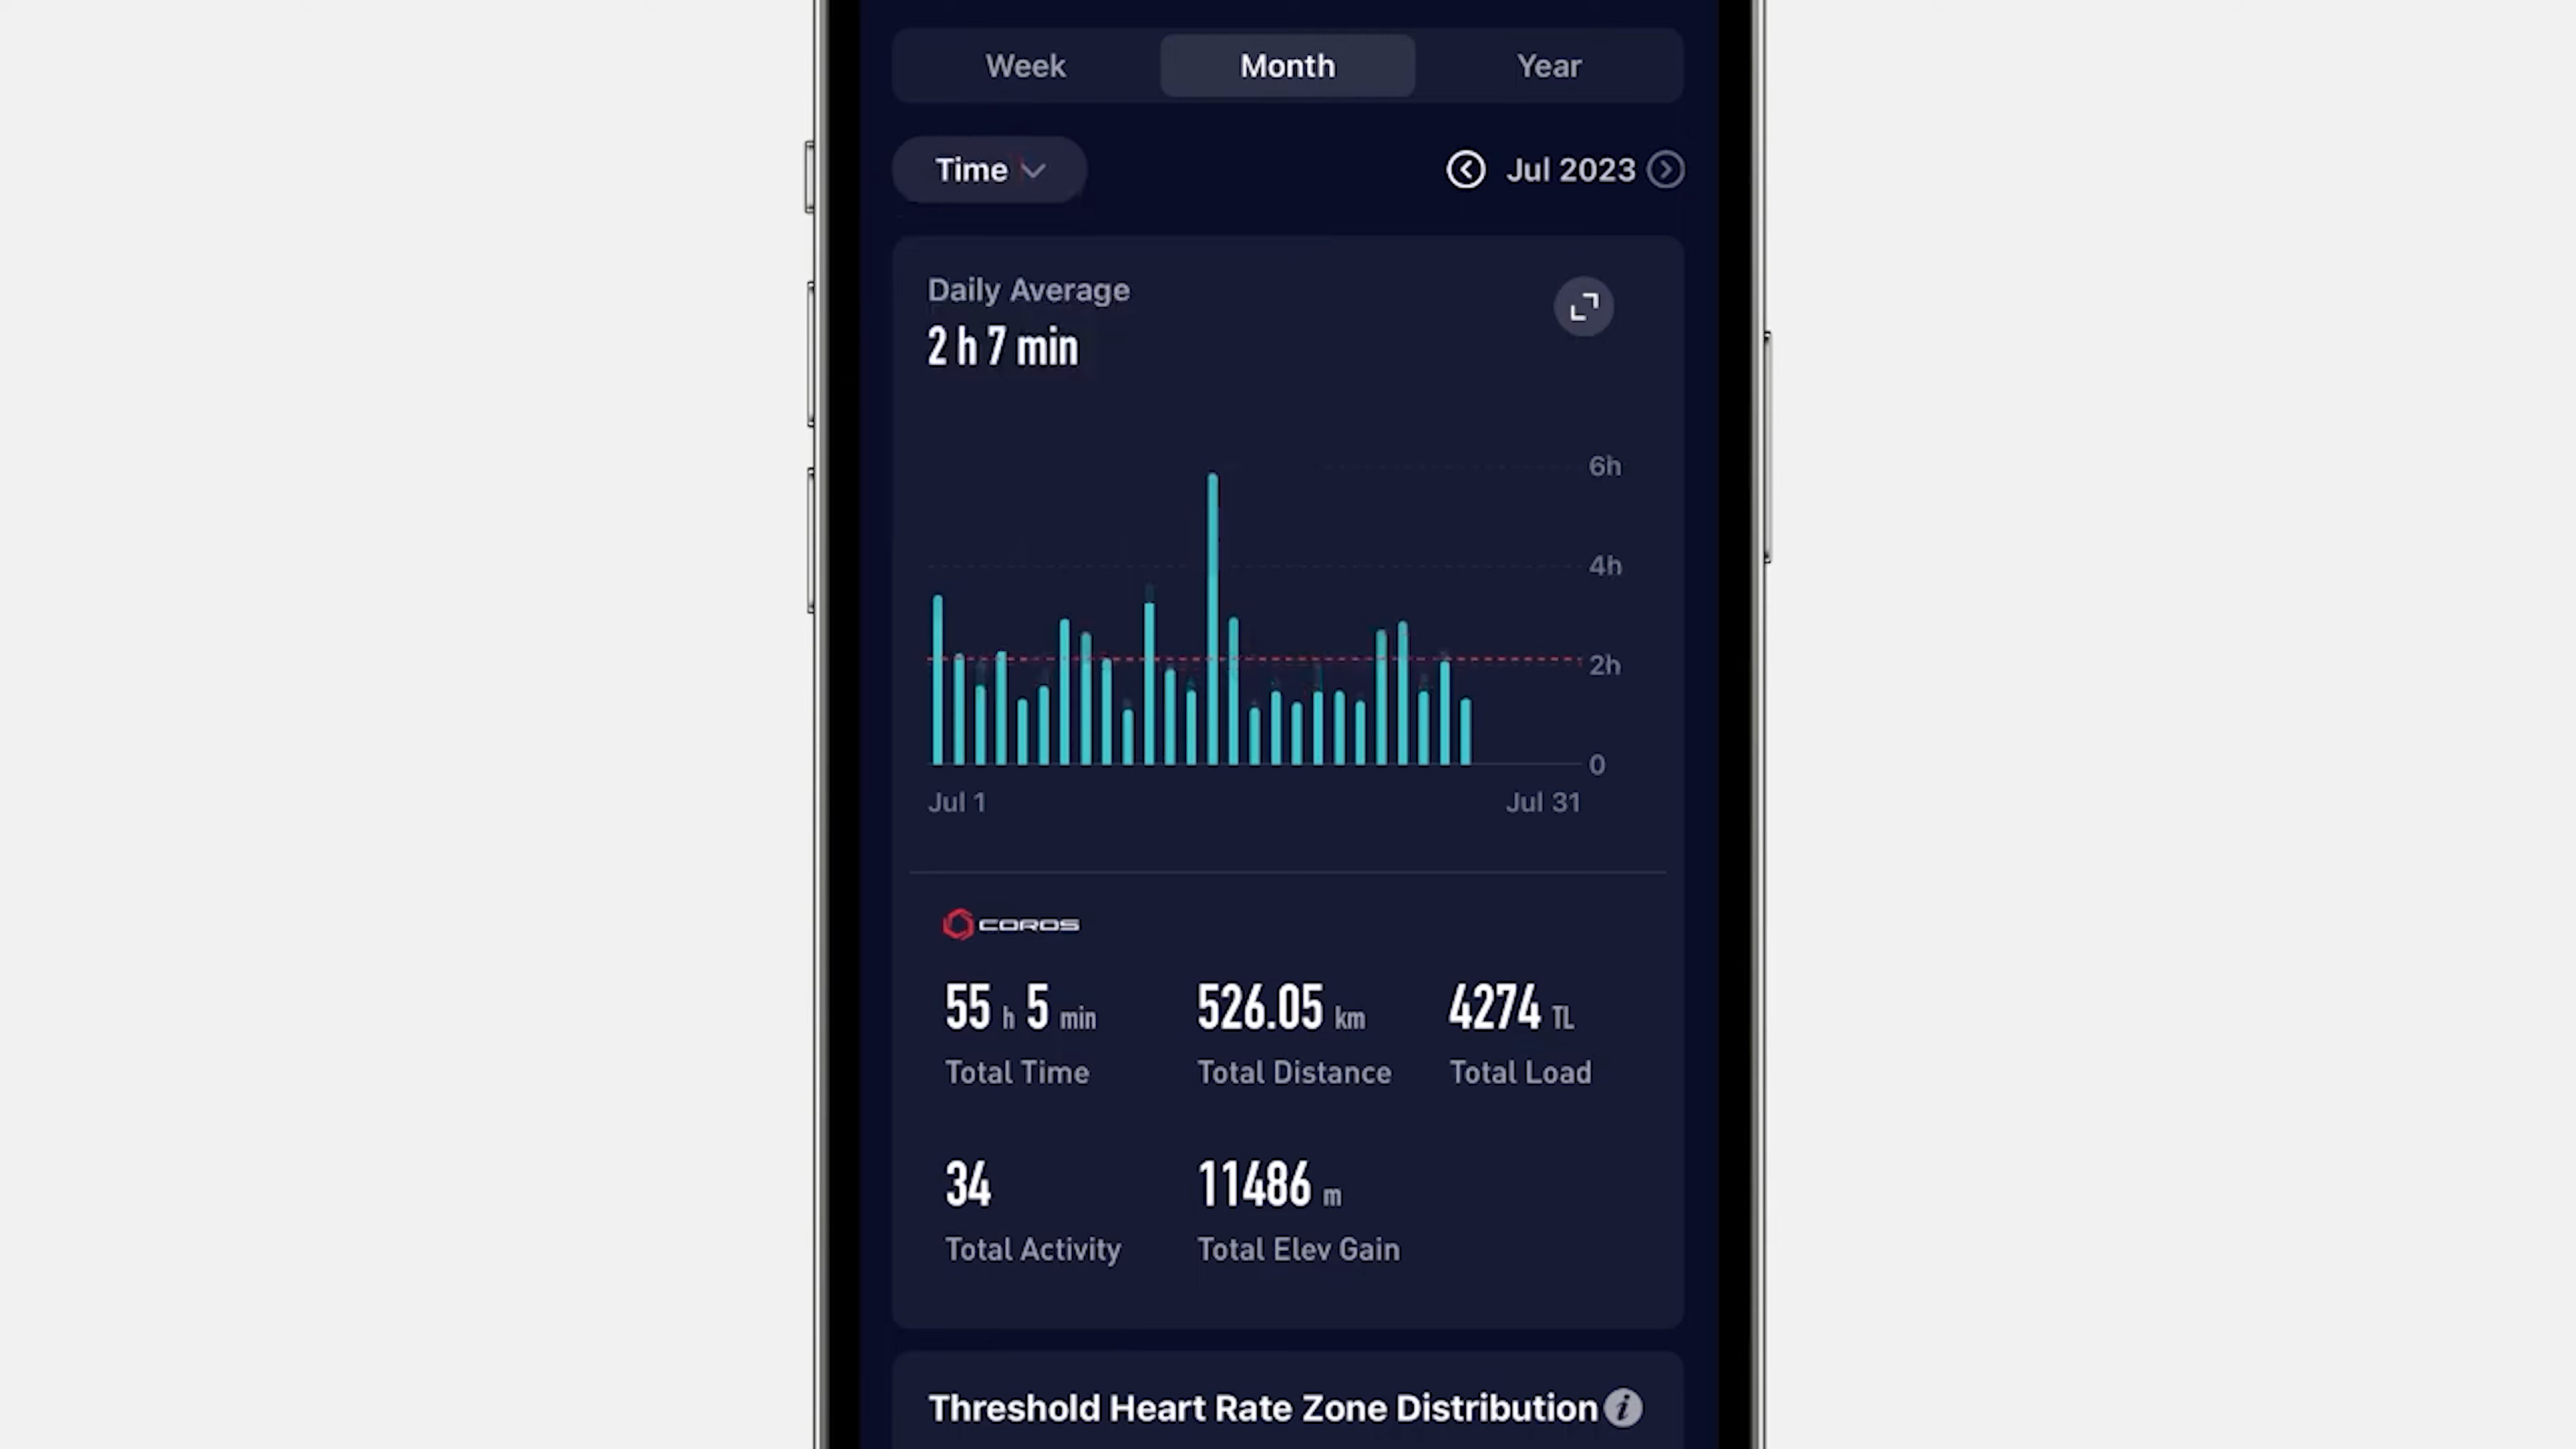 Week Month Year
Time Jul 2023
Daily Average
2 h 7 min
6h
4h
2h
0
Jul 1 Jul 31
COROS
55 h 5 min 526.05 km 4274 TL
Total Time Total Distance Total Load
34 11486 m
Total Activity Total Elev Gain
Threshold Heart Rate Zone Distribution i